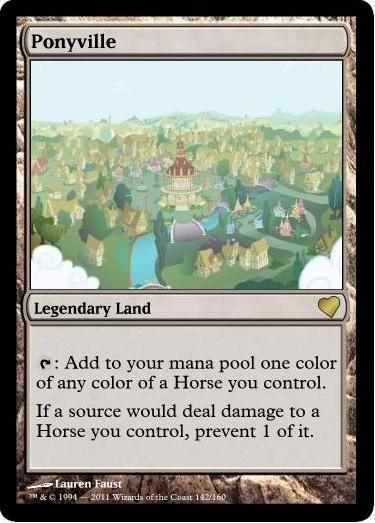 Ponyville
Legendary Land
: Add to your mana pool one color
of any color of a Horse you control.
If a source would deal damage to a
Horse you control, prevent 1 of it.
Lauren Faust
™ & © 1994 — 2011 Wizards of the Coast 142/160